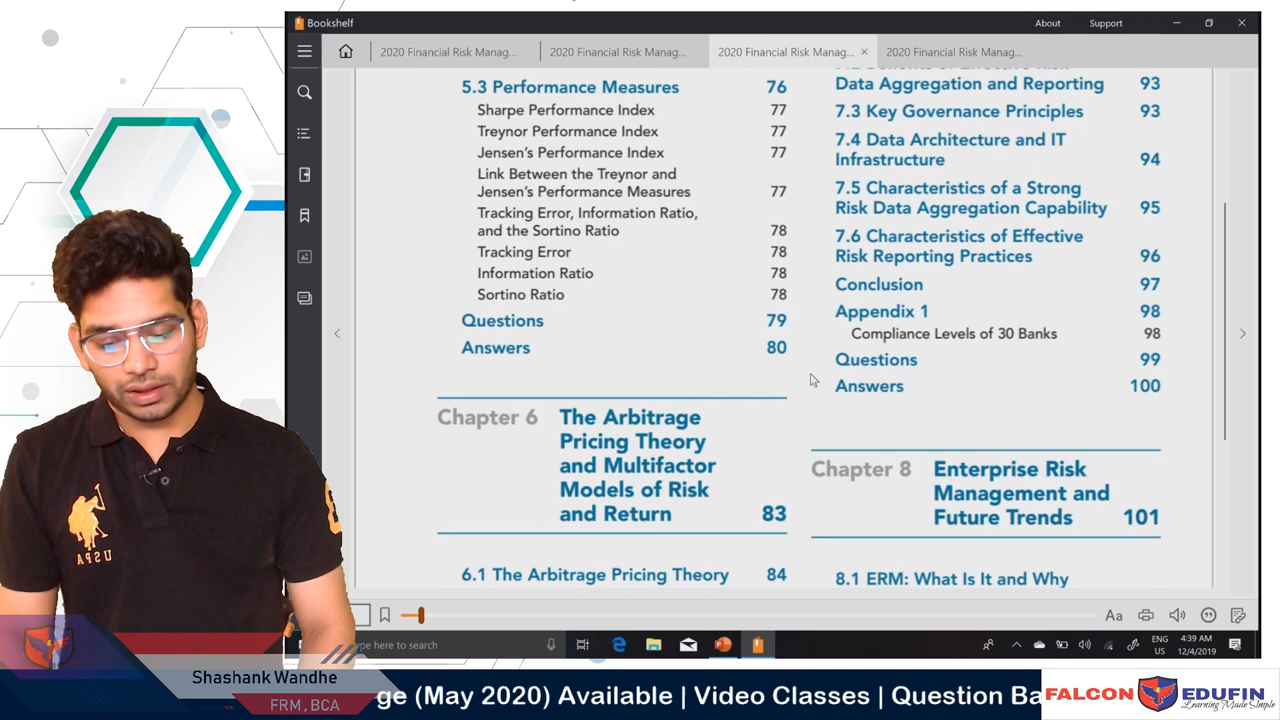 Bookshelf
About
Support
2020 Financial Risk Manag...
2020 Financial Risk Manag...
2020 Financial Risk Manag...
2020 Financial Risk Manag...
5.3 Performance Measures 76
Sharpe Performance Index 77
Treynor Performance Index 77
Jensen's Performance Index 77
Link Between the Treynor and
Jensen's Performance Measures 77
Tracking Error, Information Ratio,
and the Sortino Ratio 78
Tracking Error 78
Information Ratio 78
Sortino Ratio 78
Questions 79
Answers 80
Chapter 6 The Arbitrage
Pricing Theory
and Multifactor
Models of Risk
and Return 83
6.1 The Arbitrage Pricing Theory 84
Data Aggregation and Reporting 93
7.3 Key Governance Principles 93
7.4 Data Architecture and IT
Infrastructure 94
7.5 Characteristics of a Strong
Risk Data Aggregation Capability 95
7.6 Characteristics of Effective
Risk Reporting Practices 96
Conclusion 97
Appendix 1 98
Compliance Levels of 30 Banks 98
Questions 99
Answers 100
Chapter 8 Enterprise Risk
Management and
Future Trends 101
8.1 ERM: What Is It and Why
Aa
ype here to search
ENG
US
4:39 AM
12/4/2019
USPA
Shashank Wandhe
FRM, BCA
ge (May 2020) Available | Video Classes | Question Ba
FALCON EDUFIN
Learning Made Simple